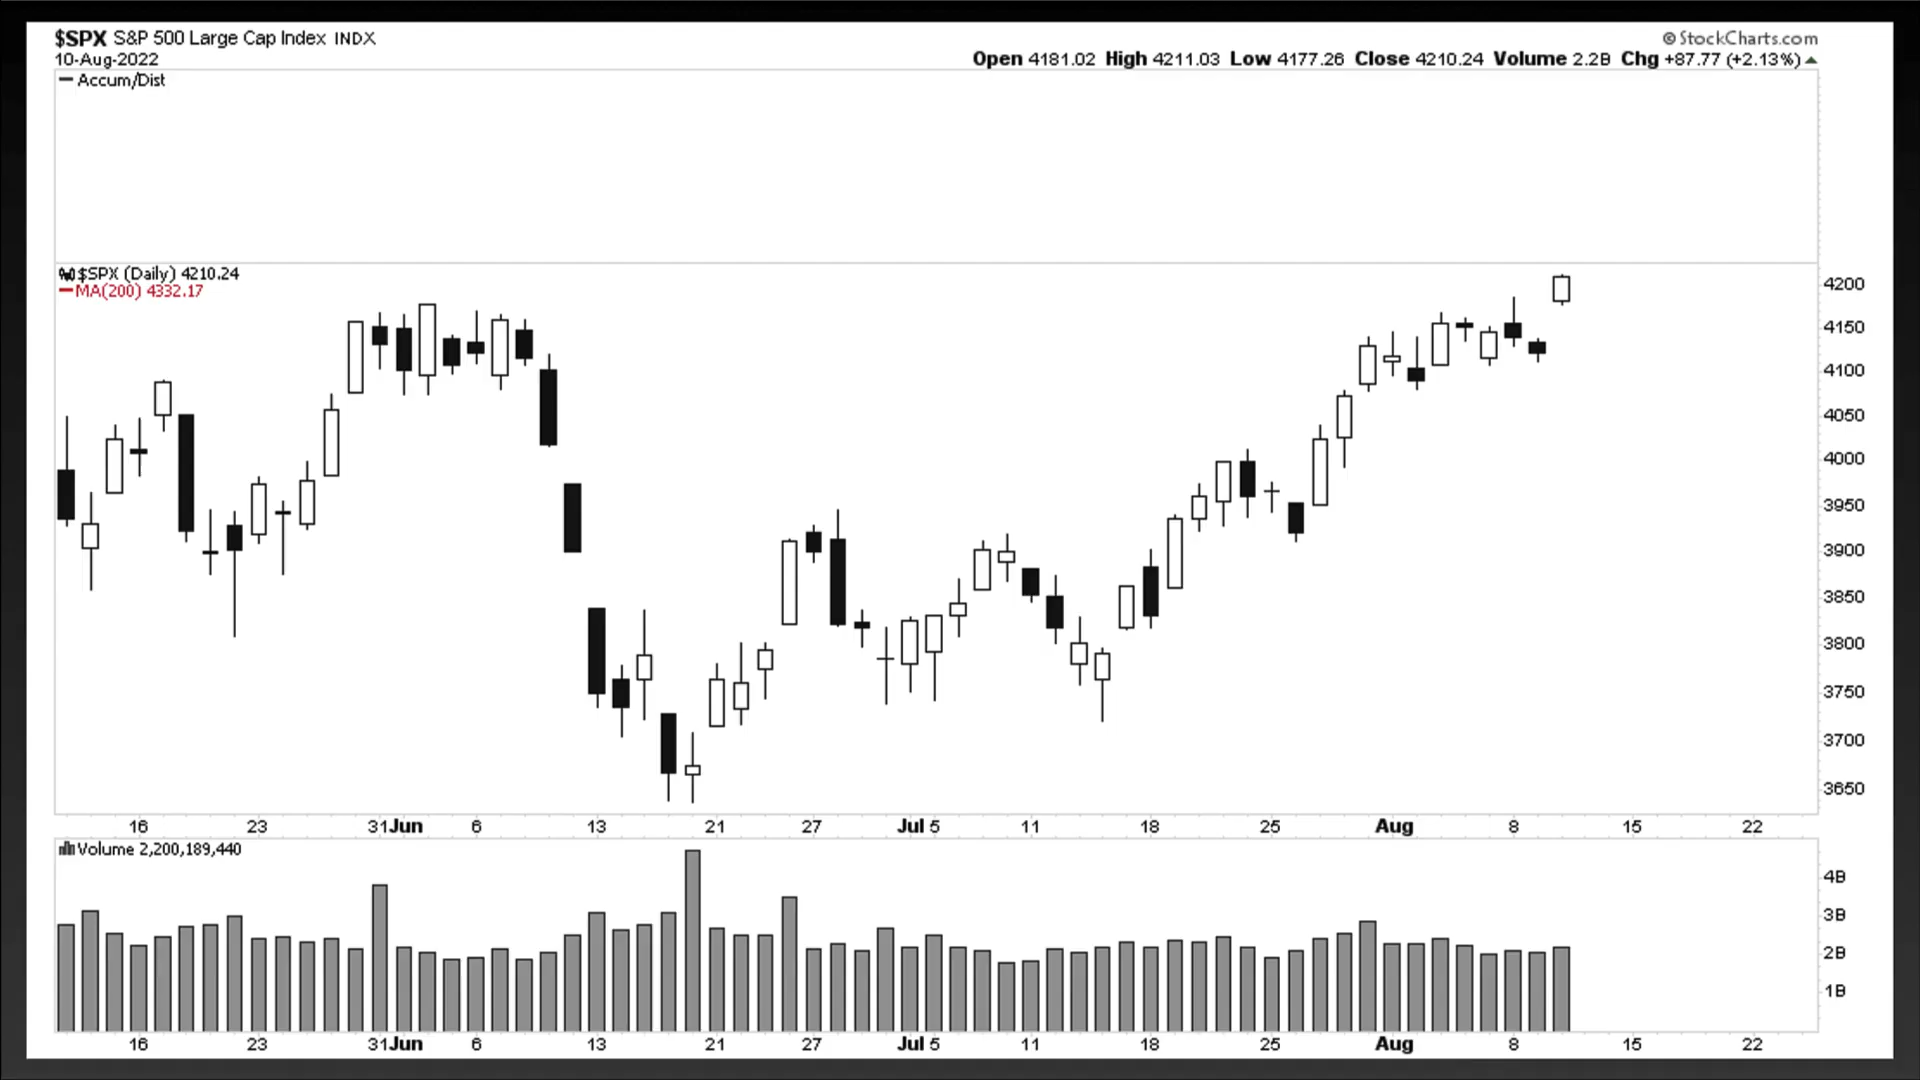 $SPX S&P 500 Large Cap Index INDX
© StockCharts.com
10-Aug-2022
Open 4181.02 High 4211.03 Low 4177.26 Close 4210.24 Volume 2.2B Chg +87.77 (+2.13%)
Accum/Dist
$SPX (Daily) 4210.24
MA(200) 4332.17
4200
4150
4100
4050
4000
3950
3900
3850
3800
3750
3700
3650
16 23 31 Jun 6 13 21 27 Jul 5 11 18 25 Aug 8 15 22
Volume 2,200,189,440
4B
3B
2B
1B
16 23 31 Jun 6 13 21 27 Jul 5 11 18 25 Aug 8 15 22